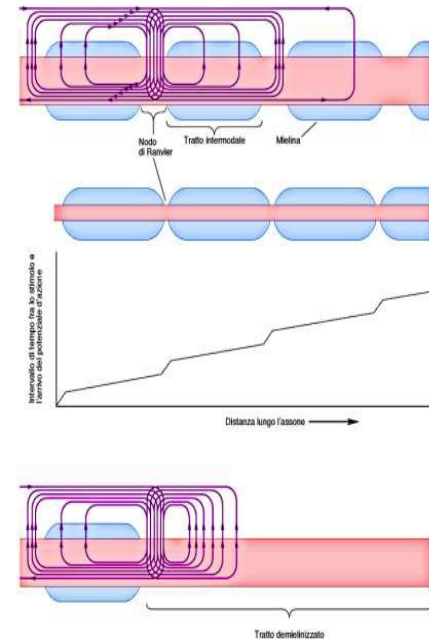 Nodo
di Ranvier
Tratto intermodale
Mielina
Intervallo di tempo fra lo stimolo e
l'arrivo del potenziale d'azione
Distanza lungo l'assone
Tratto demielinizzato